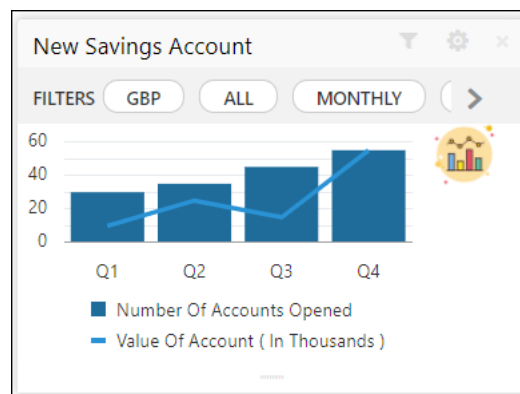 New Savings Account
FILTERS GBP ALL MONTHLY
60
40
20
0
Q1 Q2 Q3 Q4
Number Of Accounts Opened
Value Of Account ( In Thousands )